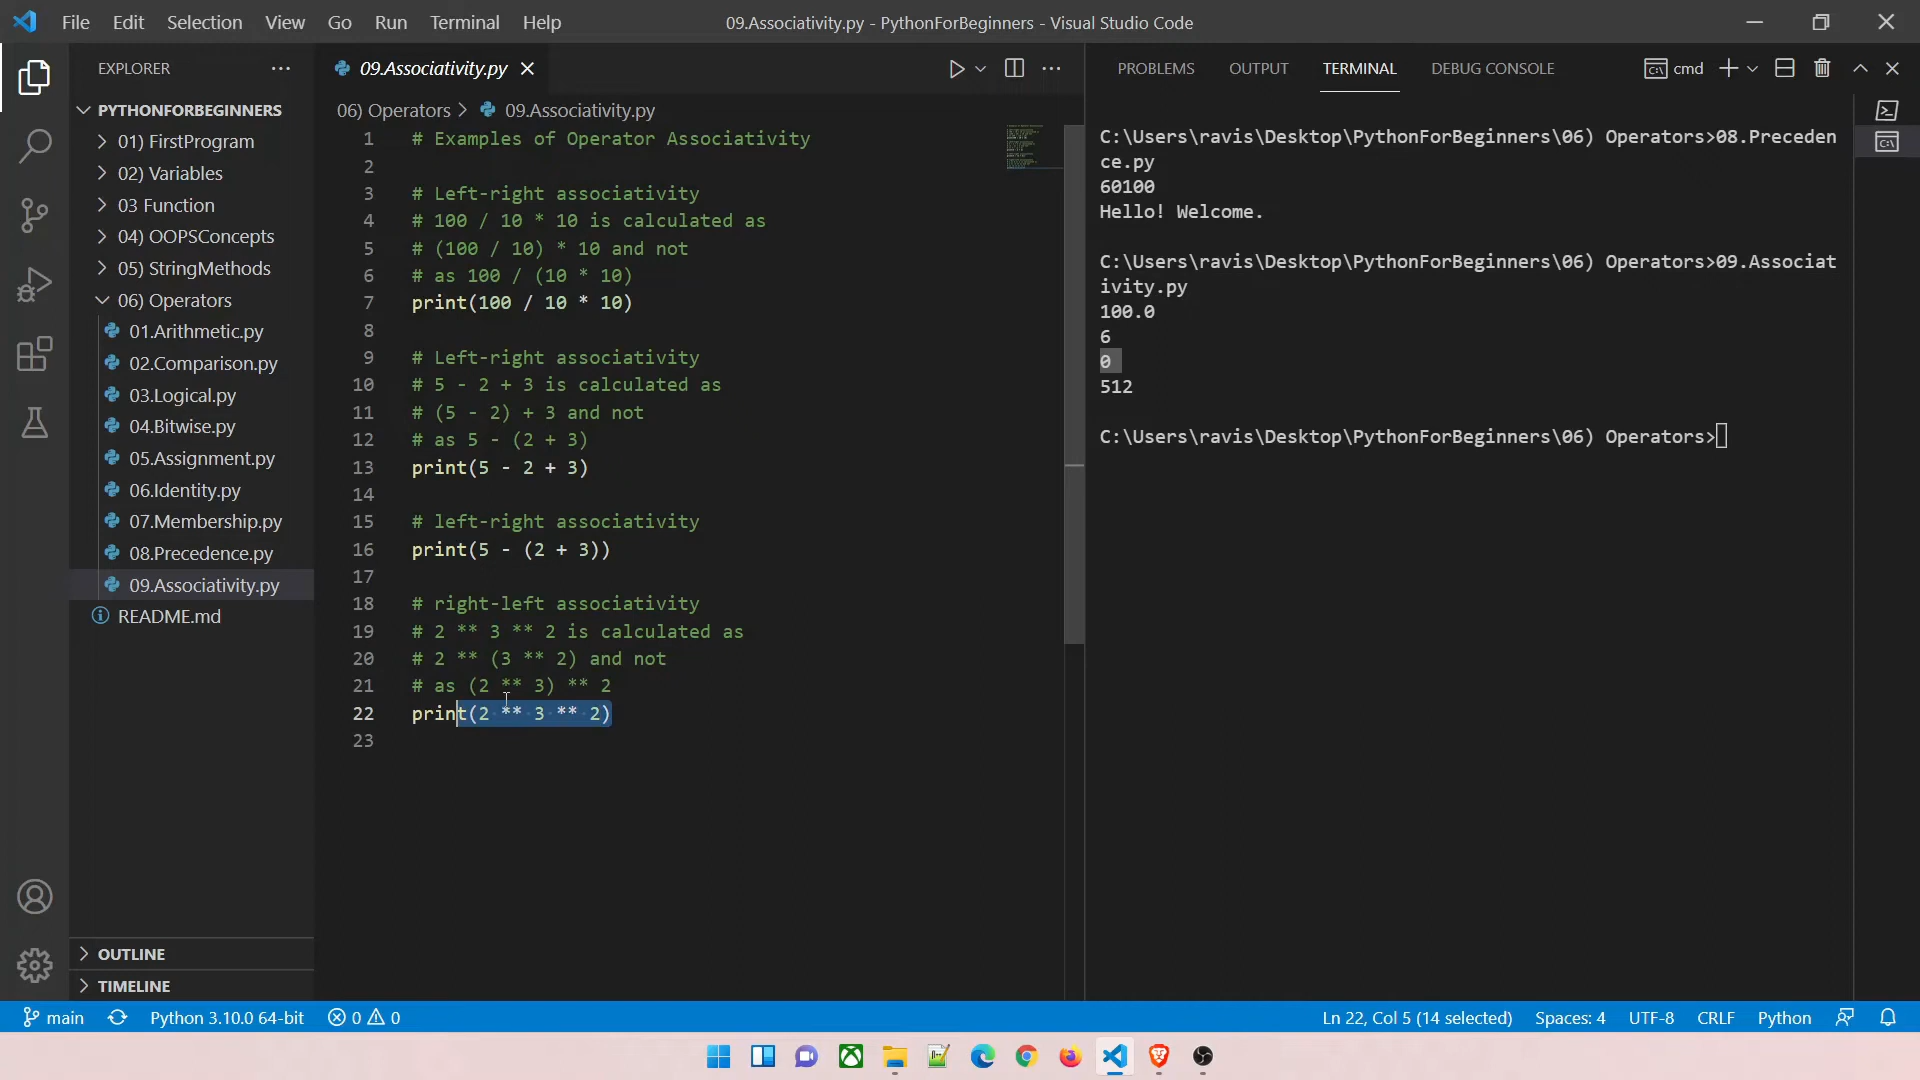 File Edit Selection View Go Run Terminal Help
09.Associativity.py - PythonForBeginners - Visual Studio Code
EXPLORER
PYTHONFORBEGINNERS
01) FirstProgram
02) Variables
03 Function
04) OOPSConcepts
05) StringMethods
06) Operators
01.Arithmetic.py
02.Comparison.py
03.Logical.py
04.Bitwise.py
05.Assignment.py
06.Identity.py
07.Membership.py
08.Precedence.py
09.Associativity.py
README.md
OUTLINE
TIMELINE
09.Associativity.py
06) Operators > 09.Associativity.py
1 # Examples of Operator Associativity
2
3 # Left-right associativity
4 # 100 / 10 * 10 is calculated as
5 # (100 / 10) * 10 and not
6 # as 100 / (10 * 10)
7 print(100 / 10 * 10)
8
9 # Left-right associativity
10 # 5 - 2 + 3 is calculated as
11 # (5 - 2) + 3 and not
12 # as 5 - (2 + 3)
13 print(5 - 2 + 3)
14
15 # left-right associativity
16 print(5 - (2 + 3))
17
18 # right-left associativity
19 # 2 ** 3 ** 2 is calculated as
20 # 2 ** (3 ** 2) and not
21 # as (2 ** 3) ** 2
22 print(2 ** 3 ** 2)
23
PROBLEMS OUTPUT TERMINAL DEBUG CONSOLE cmd
C:\Users\ravis\Desktop\PythonForBeginners\06) Operators>08.Preceden
ce.py
60100
Hello! Welcome.
C:\Users\ravis\Desktop\PythonForBeginners\06) Operators>09.Associat
ivity.py
100.0
6
0
512
C:\Users\ravis\Desktop\PythonForBeginners\06) Operators>
main Python 3.10.0 64-bit 0 0 Ln 22, Col 5 (14 selected) Spaces: 4 UTF-8 CRLF Python